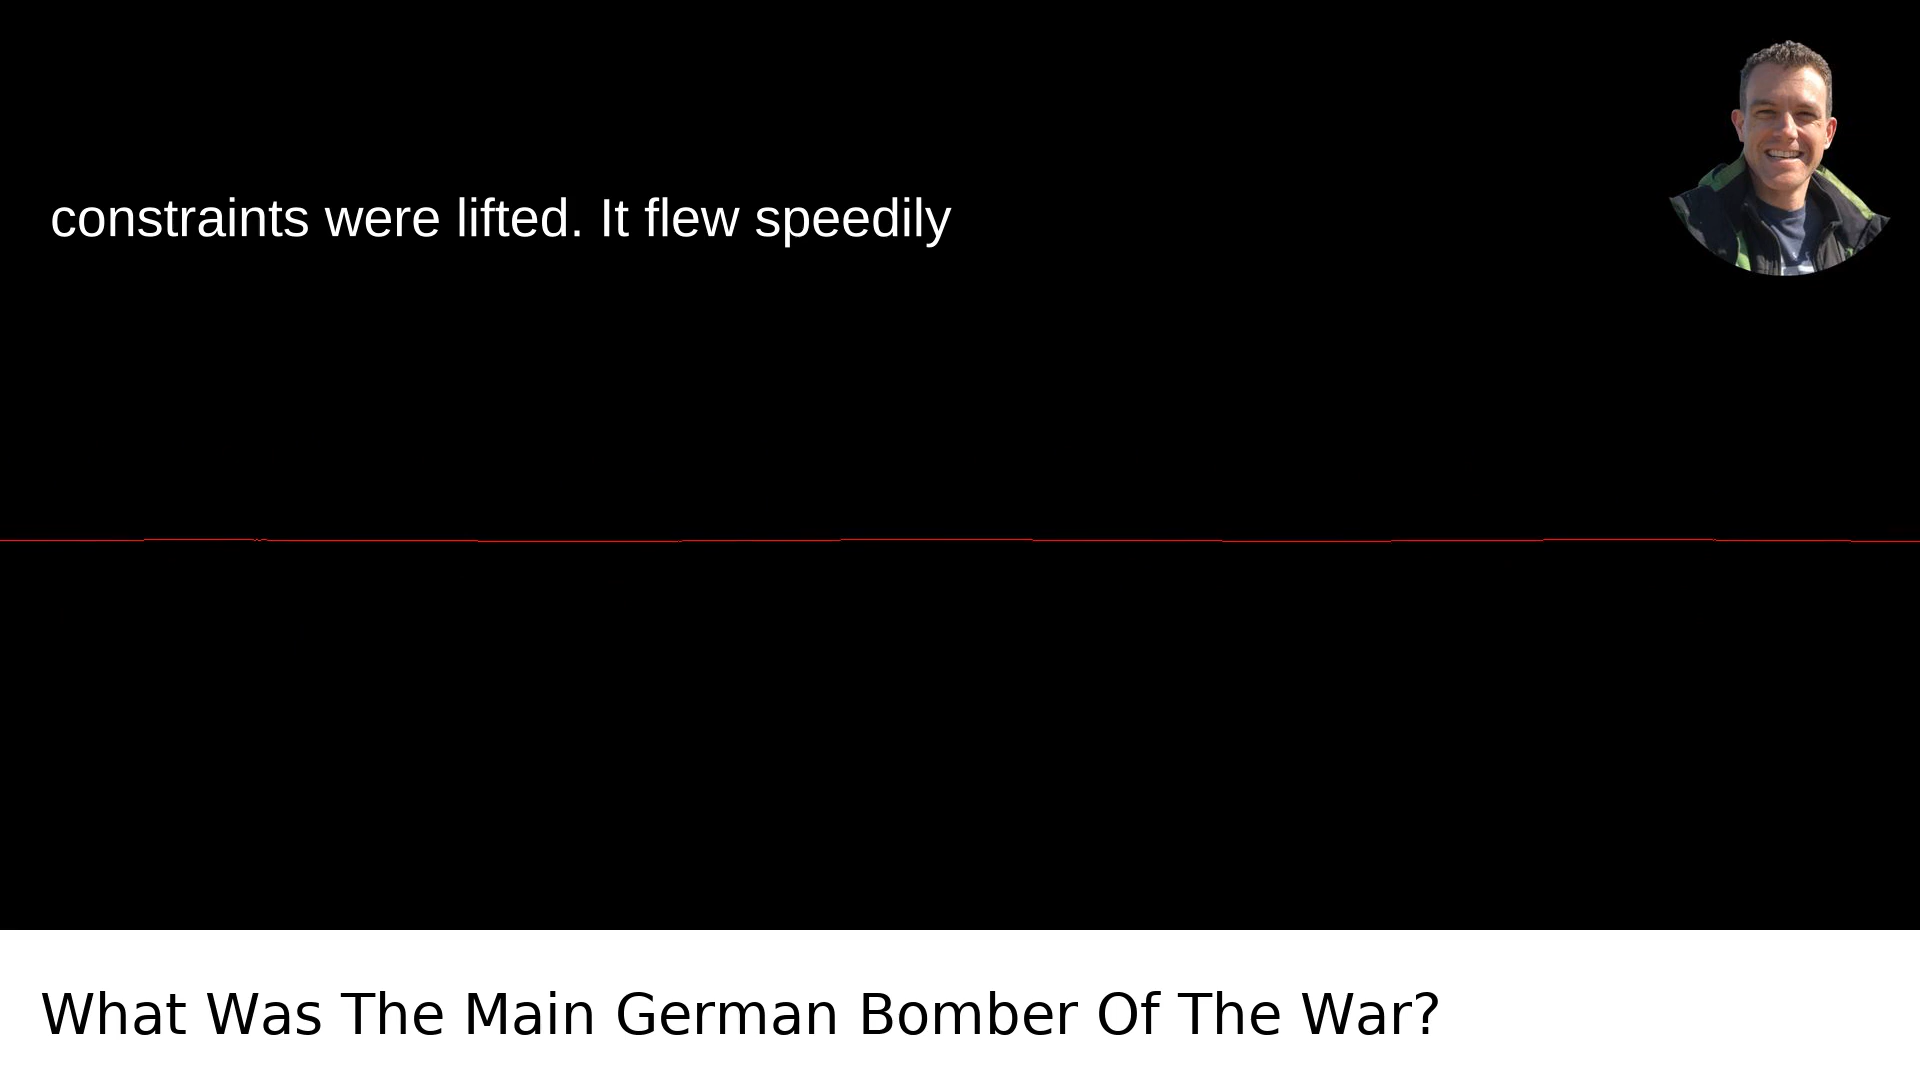 constraints were lifted. It flew speedily
What Was The Main German Bomber Of The War?